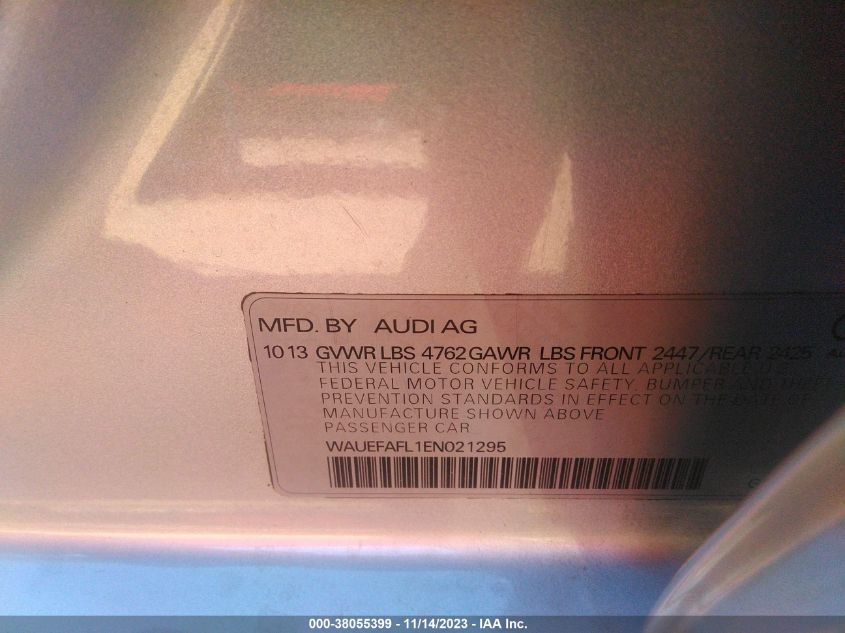 MFD. BY AUDI AG
10 13 GVWR LBS 4762 GAWR LBS FRONT 2447/REAR 2425
THIS VEHICLE CONFORMS TO ALL APPLICABLE U.S.
FEDERAL MOTOR VEHICLE SAFETY, BUMPER AND THEFT
PREVENTION STANDARDS IN EFFECT ON THE DATE OF
MANUFACTURE SHOWN ABOVE
PASSENGER CAR
WAUEFAFL1EN021295
000-38055399 - 11/14/2023 - IAA Inc.